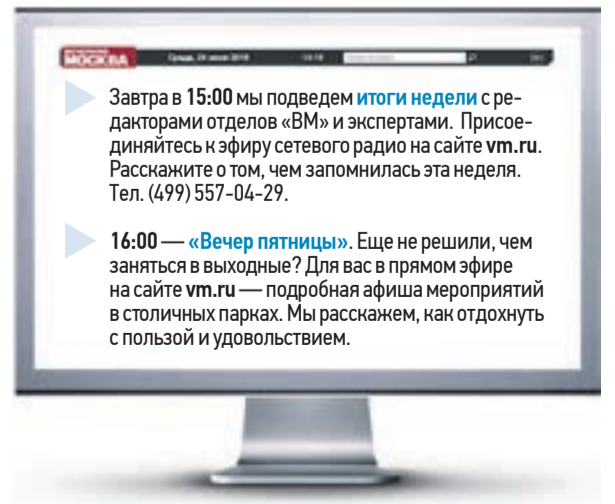 МОСКВА
Завтра в 15:00 мы подведем итоги недели с ре-
дакторами отделов «ВМ» и экспертами. Присое-
диняйтесь к эфиру сетевого радио на сайте vm.ru.
Расскажите о том, чем запомнилась эта неделя.
Тел. (499) 557-04-29.
16:00 — «Вечер пятницы». Еще не решили, чем
заняться в выходные? Для вас в прямом эфире
на сайте vm.ru — подробная афиша мероприятий
в столичных парках. Мы расскажем, как отдохнуть
с пользой и удовольствием.